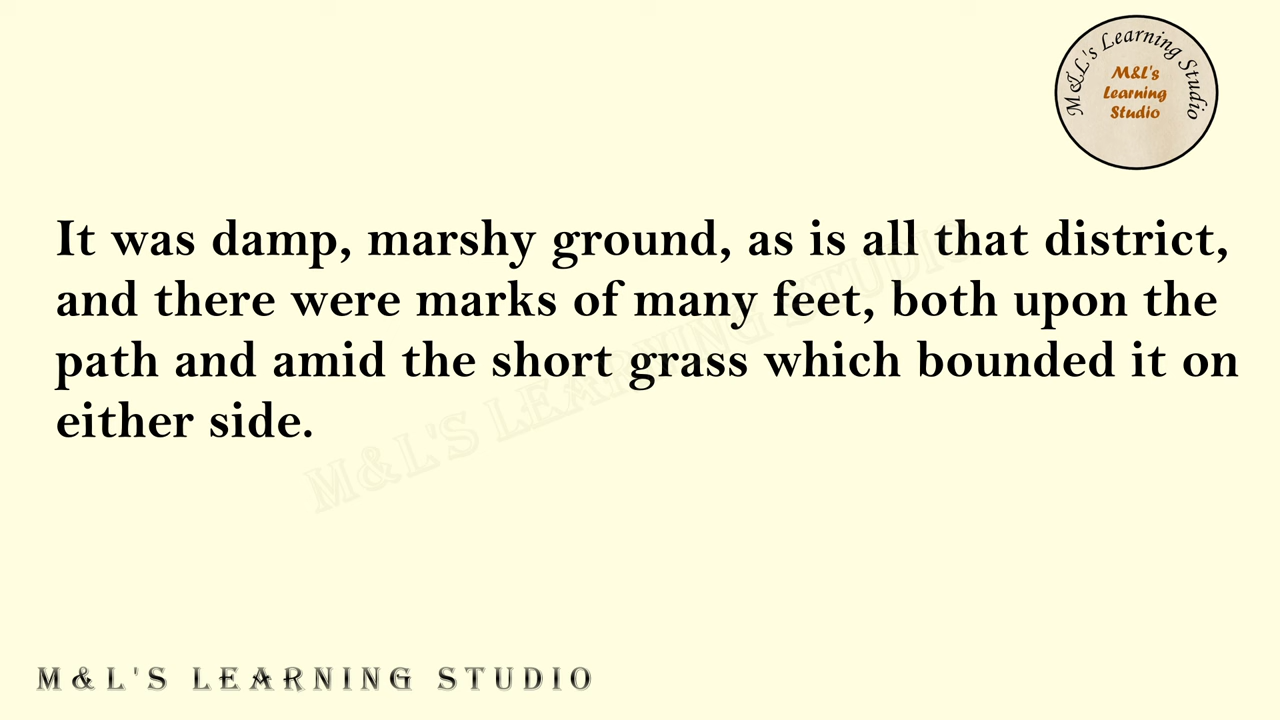 M&L's Learning Studio
M&L's
Learning
Studio
It was damp, marshy ground, as is all that district,
and there were marks of many feet, both upon the
path and amid the short grass which bounded it on
either side.
M&L'S LEARNING STUDIO
M&L'S LEARNING STUDIO